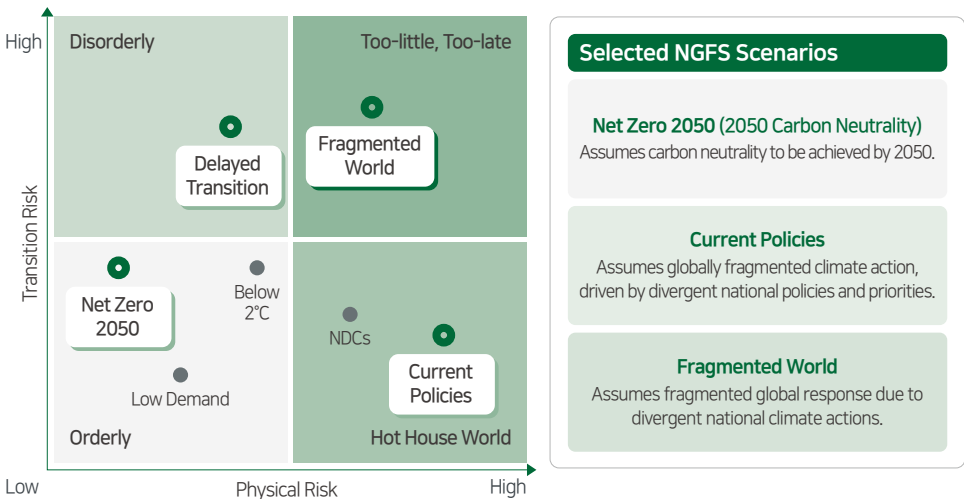 High
Disorderly
Too-little, Too-late
Delayed
Transition
Fragmented
World
Transition Risk
Net Zero
2050
Below
2°C
NDCs
Low Demand
Current
Policies
Orderly
Hot House World
Low
Physical Risk
High
Selected NGFS Scenarios
Net Zero 2050 (2050 Carbon Neutrality)
Assumes carbon neutrality to be achieved by 2050.
Current Policies
Assumes globally fragmented climate action,
driven by divergent national policies and priorities.
Fragmented World
Assumes fragmented global response due to
divergent national climate actions.